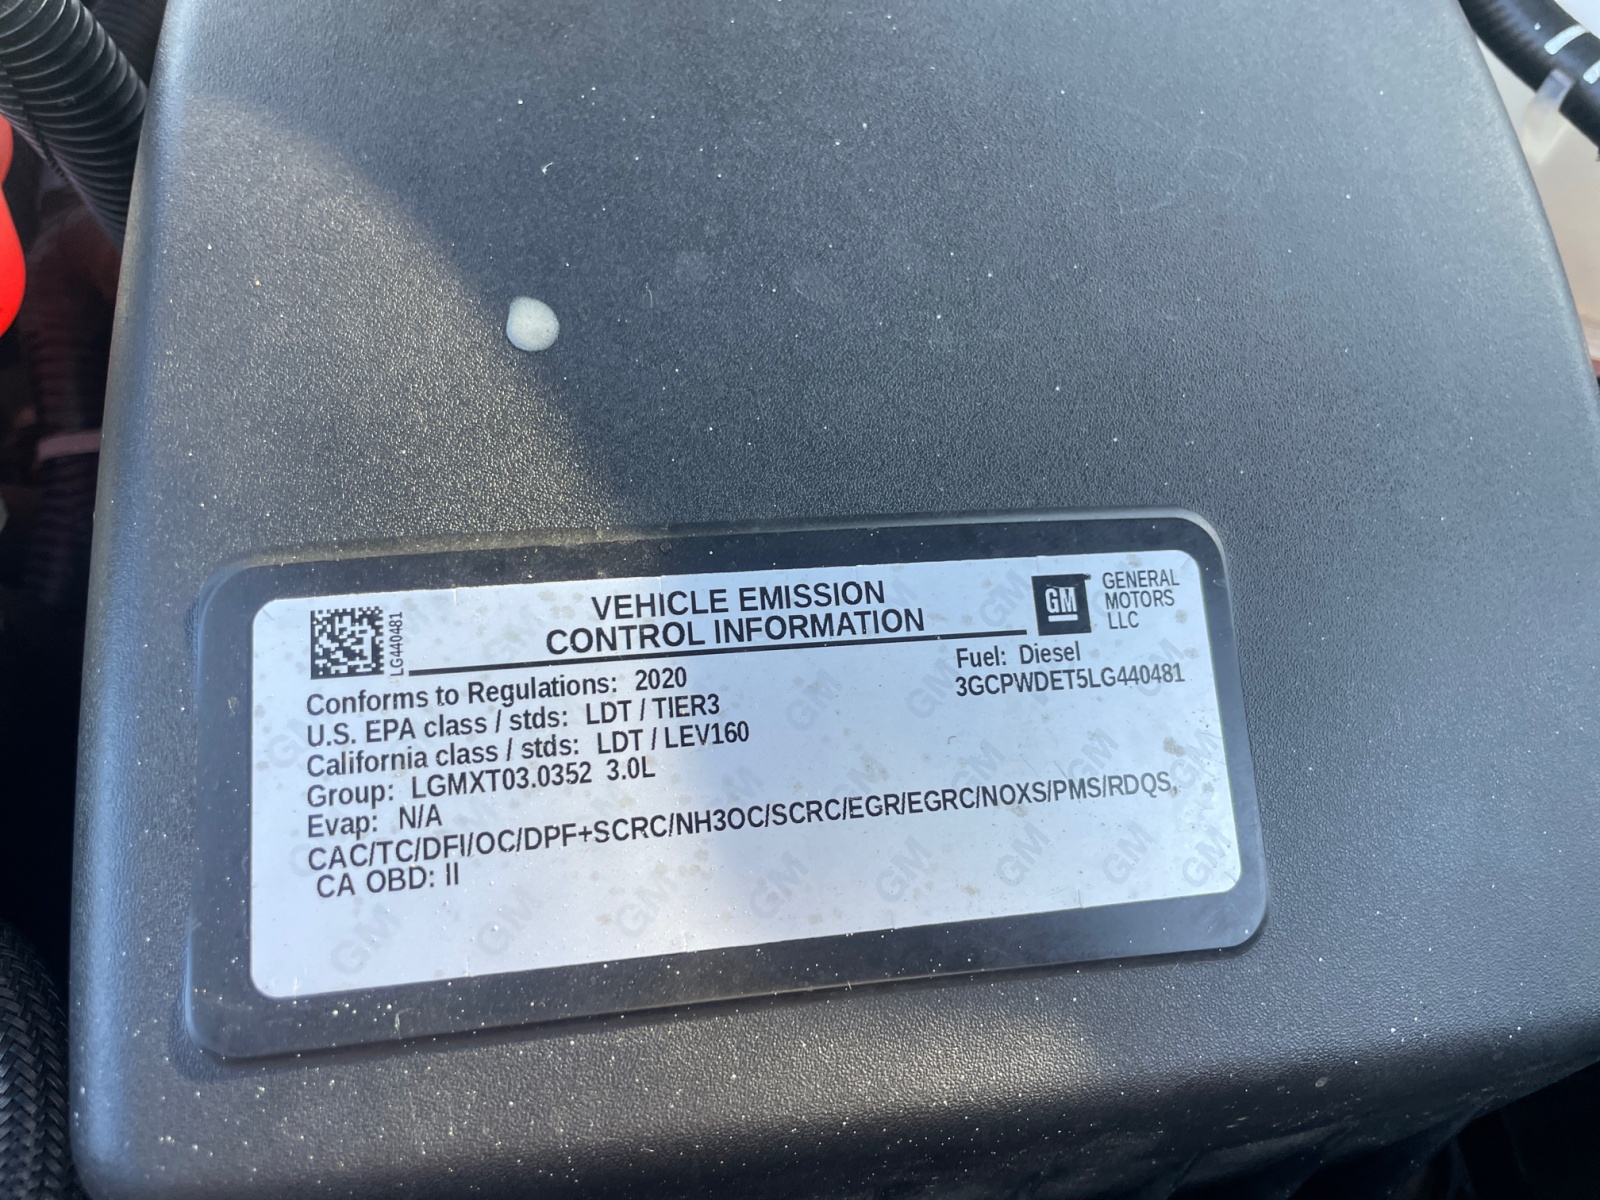 VEHICLE EMISSION
CONTROL INFORMATION
GM
GENERAL
MOTORS
LLC
LG440481
Fuel: Diesel
3GCPWDET5LG440481
Conforms to Regulations: 2020
U.S. EPA class / stds: LDT / TIER3
California class / stds: LDT / LEV160
Group: LGMXT03.0352 3.0L
Evap: N/A
CAC/TC/DFI/OC/DPF+SCRC/NH3OC/SCRC/EGR/EGRC/NOXS/PMS/RDQS,
CA OBD: II